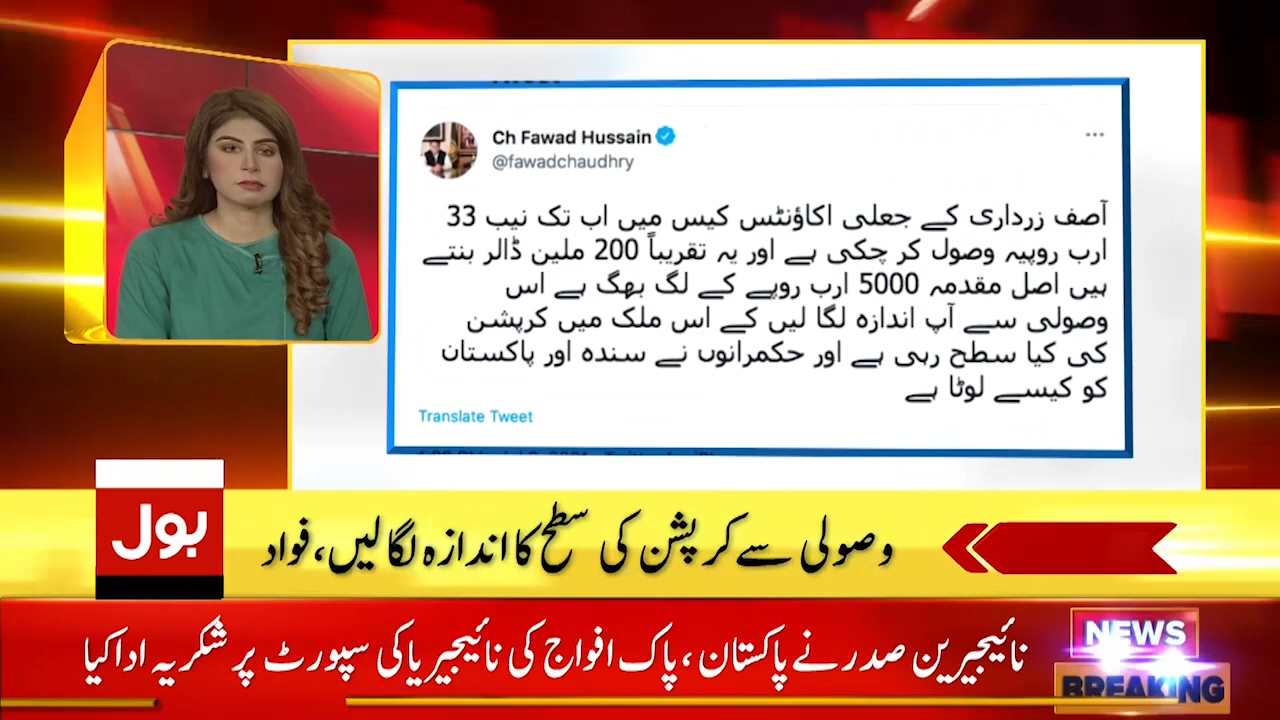 Ch Fawad Hussain
@fawadchaudhry
آصف زرداری کے جعلی اکاؤنٹس کیس میں اب تک نیب 33
ارب روپیہ وصول کر چکی ہے اور یہ تقریباً 200 ملین ڈالر بنتے
ہیں اصل مقدمہ 5000 ارب روپے کے لگ بھگ ہے اس
وصولی سے آپ اندازہ لگا لیں کے اس ملک میں کرپشن
کی کیا سطح رہی ہے اور حکمرانوں نے سندہ اور پاکستان
کو کیسے لوٹا ہے
Translate Tweet
بول
وصولی سے کرپشن کی سطح کا اندازہ لگالیں، فواد
نائیجیرین صدر نے پاکستان، پاک افواج کی نائیجیریا کی سپورٹ پر شکریہ ادا کیا
NEWS
BREAKING